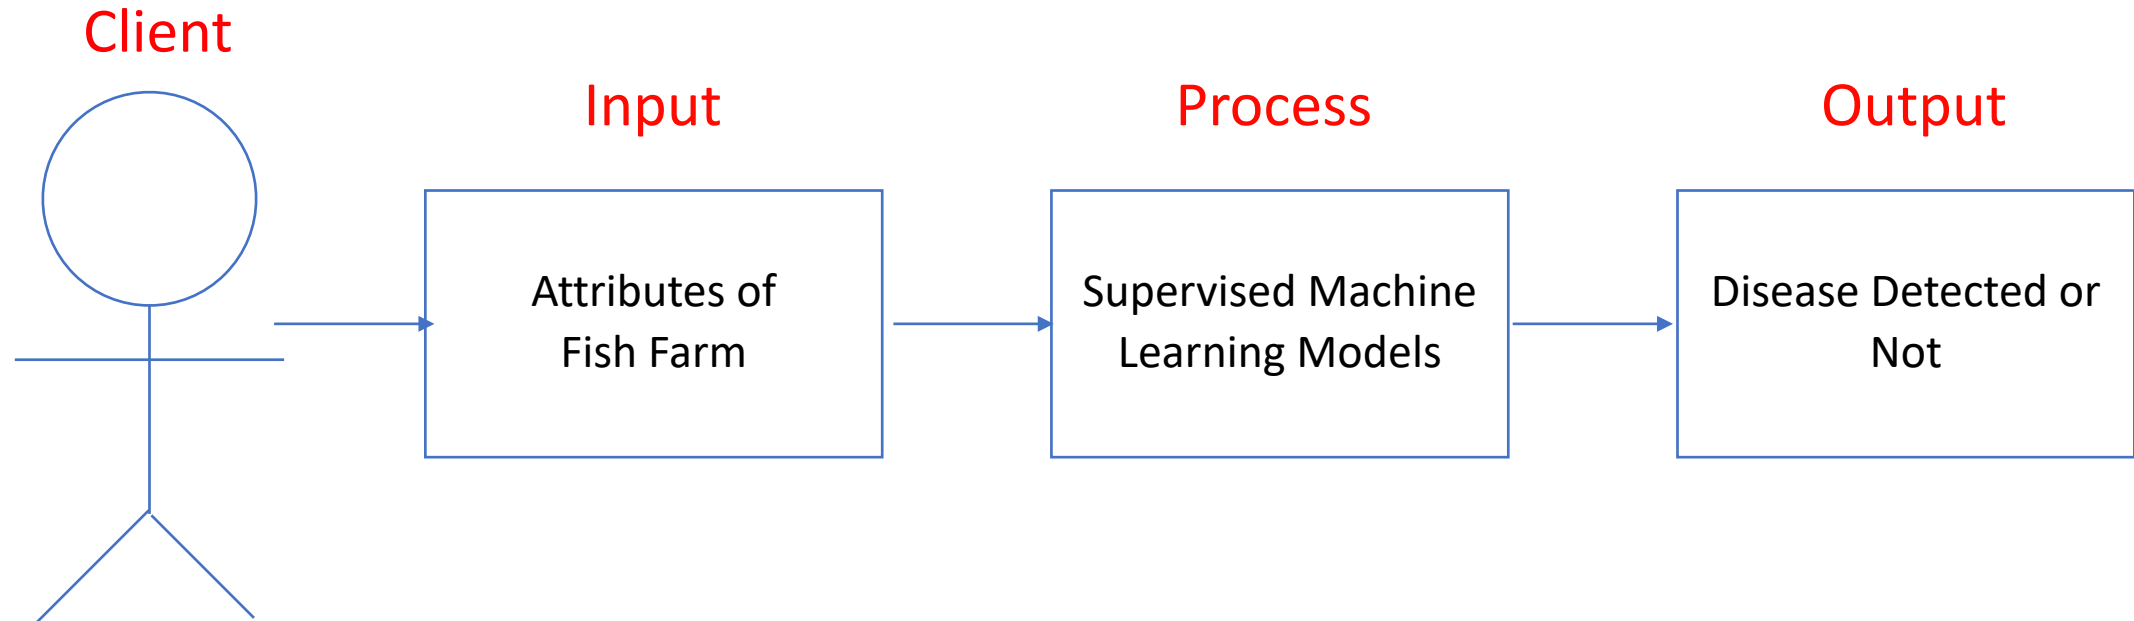 Client
Input
Process
Output
Attributes of
Fish Farm
Supervised Machine
Learning Models
Disease Detected or
Not